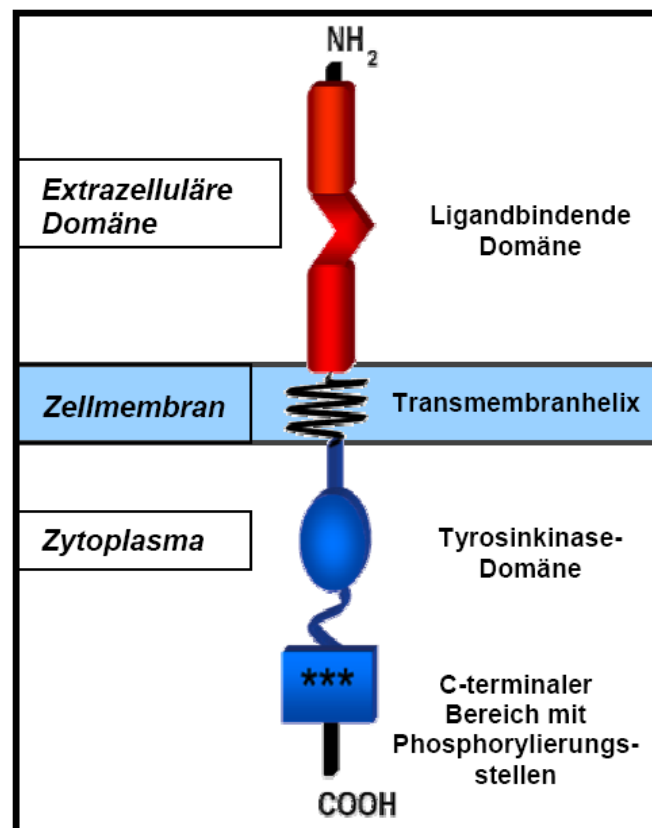 NH2
Extrazelluläre
Domäne
Ligandbindende
Domäne
Zellmembran
Transmembranhelix
Zytoplasma
Tyrosinkinase-
Domäne
***
C-terminaler
Bereich mit
Phosphorylierungs-
stellen
COOH